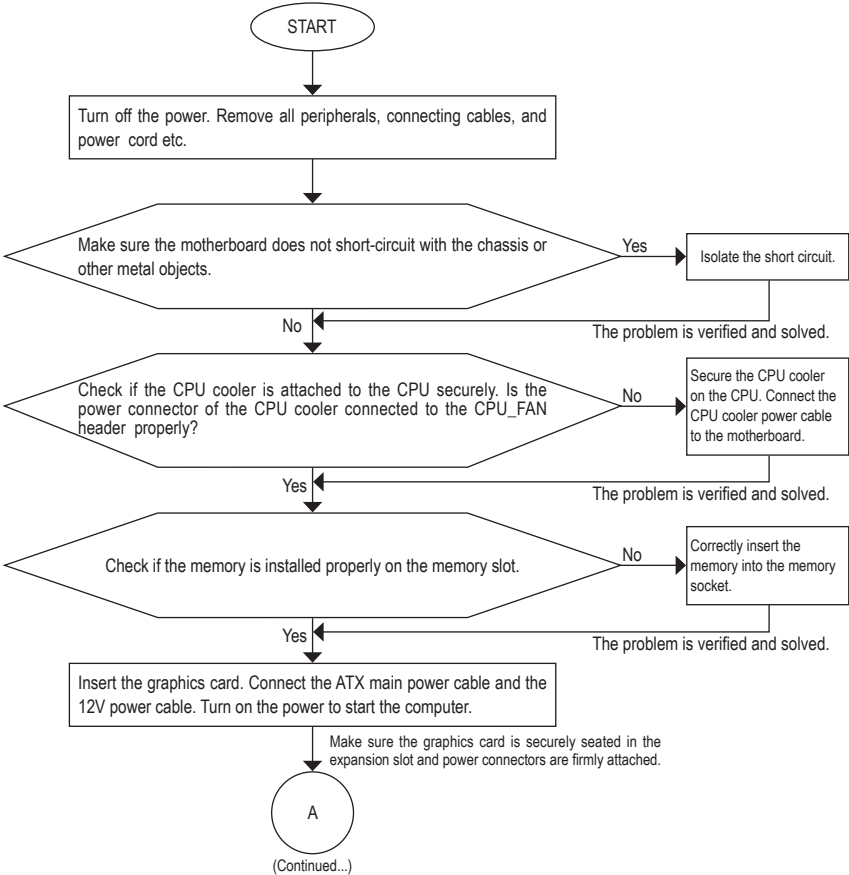 START
Turn off the power. Remove all peripherals, connecting cables, and
power cord etc.
Make sure the motherboard does not short-circuit with the chassis or
other metal objects.
Yes
Isolate the short circuit.
No
The problem is verified and solved.
Check if the CPU cooler is attached to the CPU securely. Is the
power connector of the CPU cooler connected to the CPU_FAN
header properly?
No
Secure the CPU cooler
on the CPU. Connect the
CPU cooler power cable
to the motherboard.
Yes
The problem is verified and solved.
Check if the memory is installed properly on the memory slot.
No
Correctly insert the
memory into the memory
socket.
Yes
The problem is verified and solved.
Insert the graphics card. Connect the ATX main power cable and the
12V power cable. Turn on the power to start the computer.
Make sure the graphics card is securely seated in the
expansion slot and power connectors are firmly attached.
A
(Continued...)